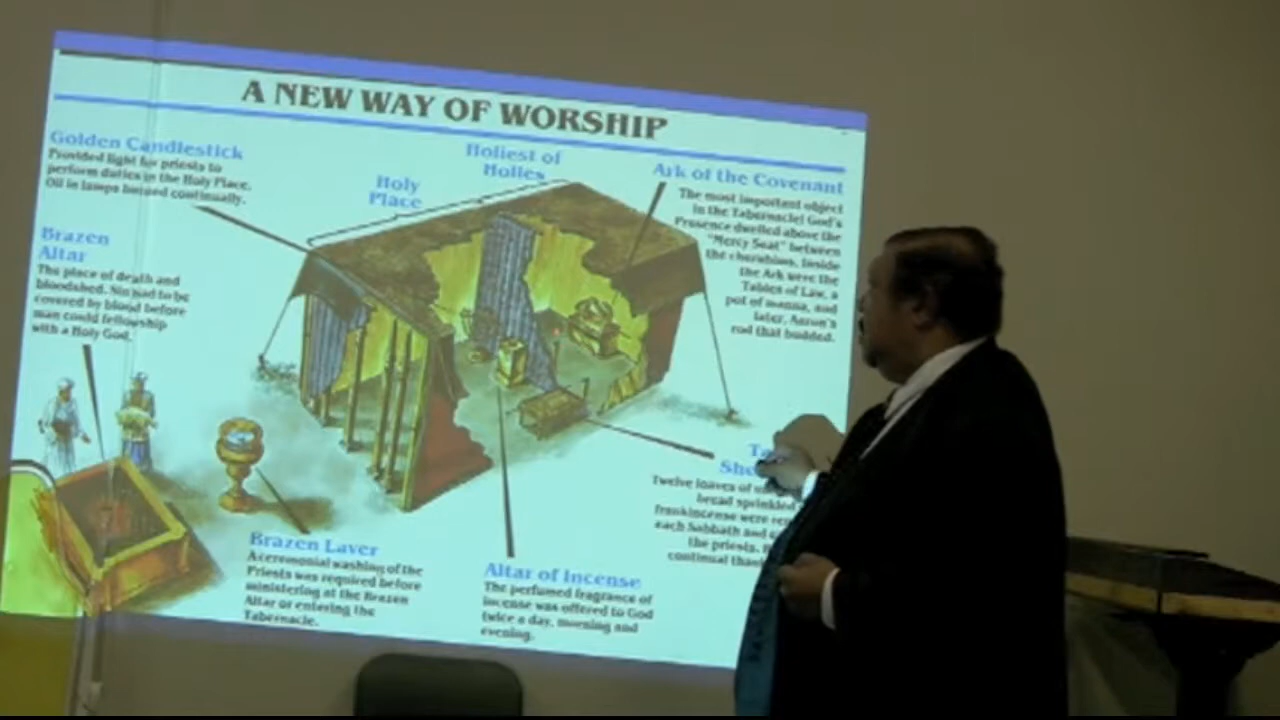 A NEW WAY OF WORSHIP
Golden Candlestick
Provided light for priests to
perform duties in the Holy Place.
Oil in lamps burned continually.
Holy
Place
Holiest of
Holies
Ark of the Covenant
The most important object
in the Tabernacle! God's
Presence dwelled above the
"Mercy Seat" between
the cherubims. Inside
the Ark were the
Tables of Law, a
pot of manna, and
later, Aaron's
rod that budded.
Brazen
Altar
The place of death and
bloodshed. Sin had to be
covered by blood before
man could fellowship
with a Holy God.
Brazen Laver
A ceremonial washing of the
Priests was required before
ministering at the Brazen
Altar or entering the
Tabernacle.
Altar of Incense
The perfumed fragrance of
incense was offered to God
twice a day, morning and
evening.
Twelve loaves of
bread sprinkled
frankincense were
each Sabbath and
the priests.
continual